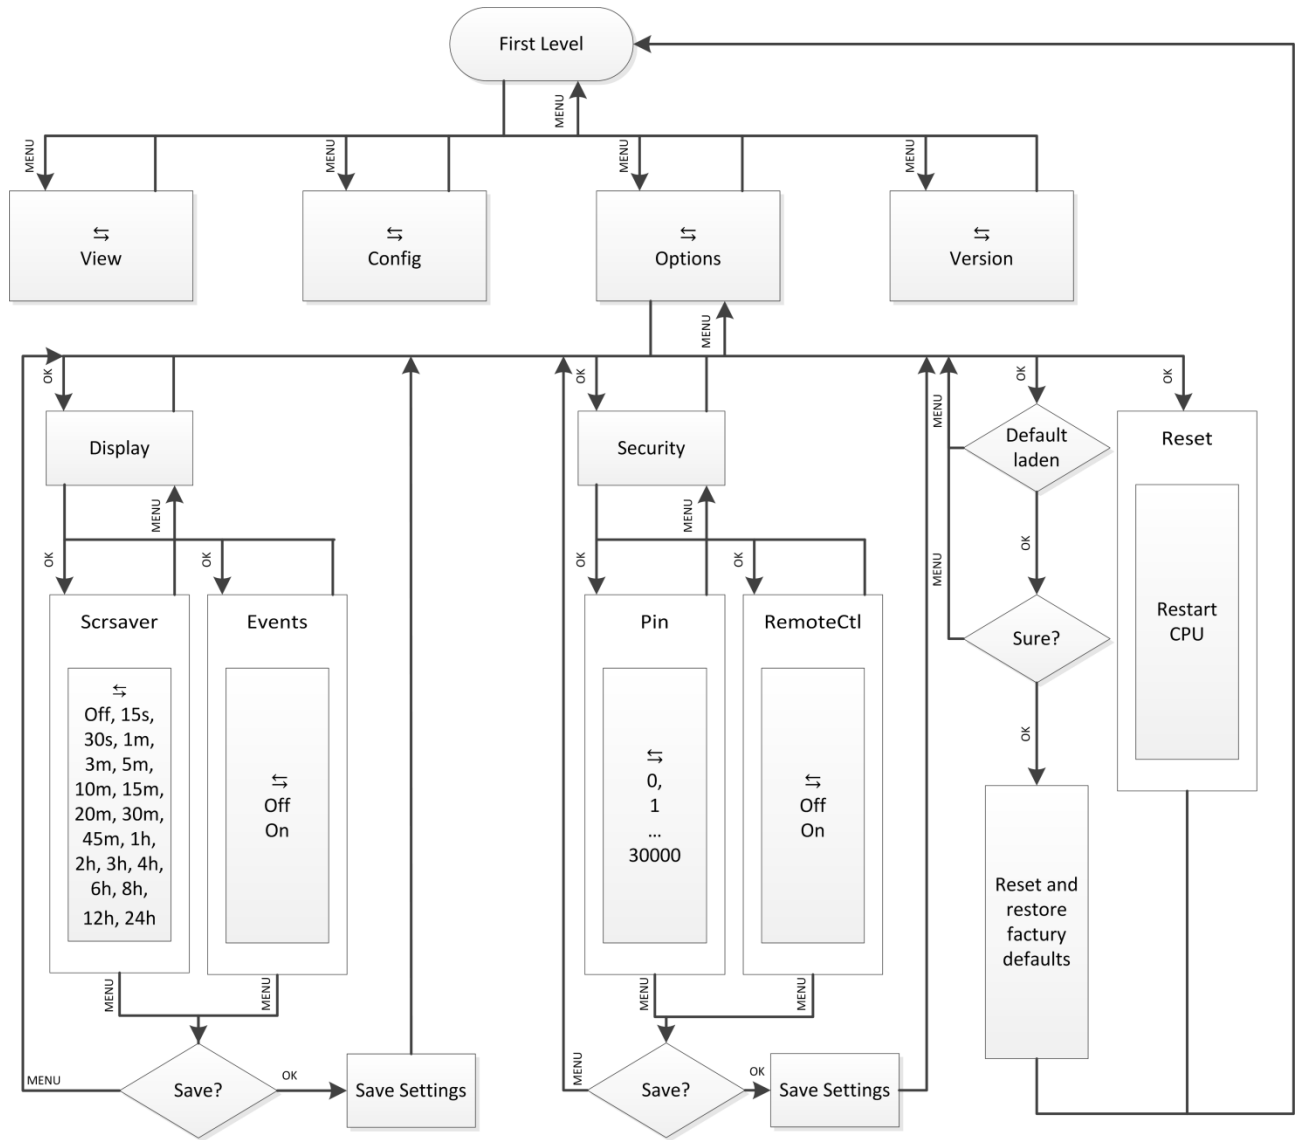 First Level
MENU
MENU
MENU
MENU
MENU
⇆
View
⇆
Config
⇆
Options
⇆
Version
MENU
OK
OK
OK
OK
MENU
Display
Security
Default
laden
Reset
MENU
MENU
OK
OK
OK
OK
OK
MENU
Scrsaver
Events
Pin
RemoteCtl
Sure?
Restart
CPU
⇆
Off, 15s,
30s, 1m,
3m, 5m,
10m, 15m,
20m, 30m,
45m, 1h,
2h, 3h, 4h,
6h, 8h,
12h, 24h
⇆
Off
On
⇆
0,
1
...
30000
⇆
Off
On
OK
Reset and
restore
factury
defaults
MENU
MENU
MENU
MENU
MENU
Save?
OK
Save Settings
MENU
Save?
OK
Save Settings